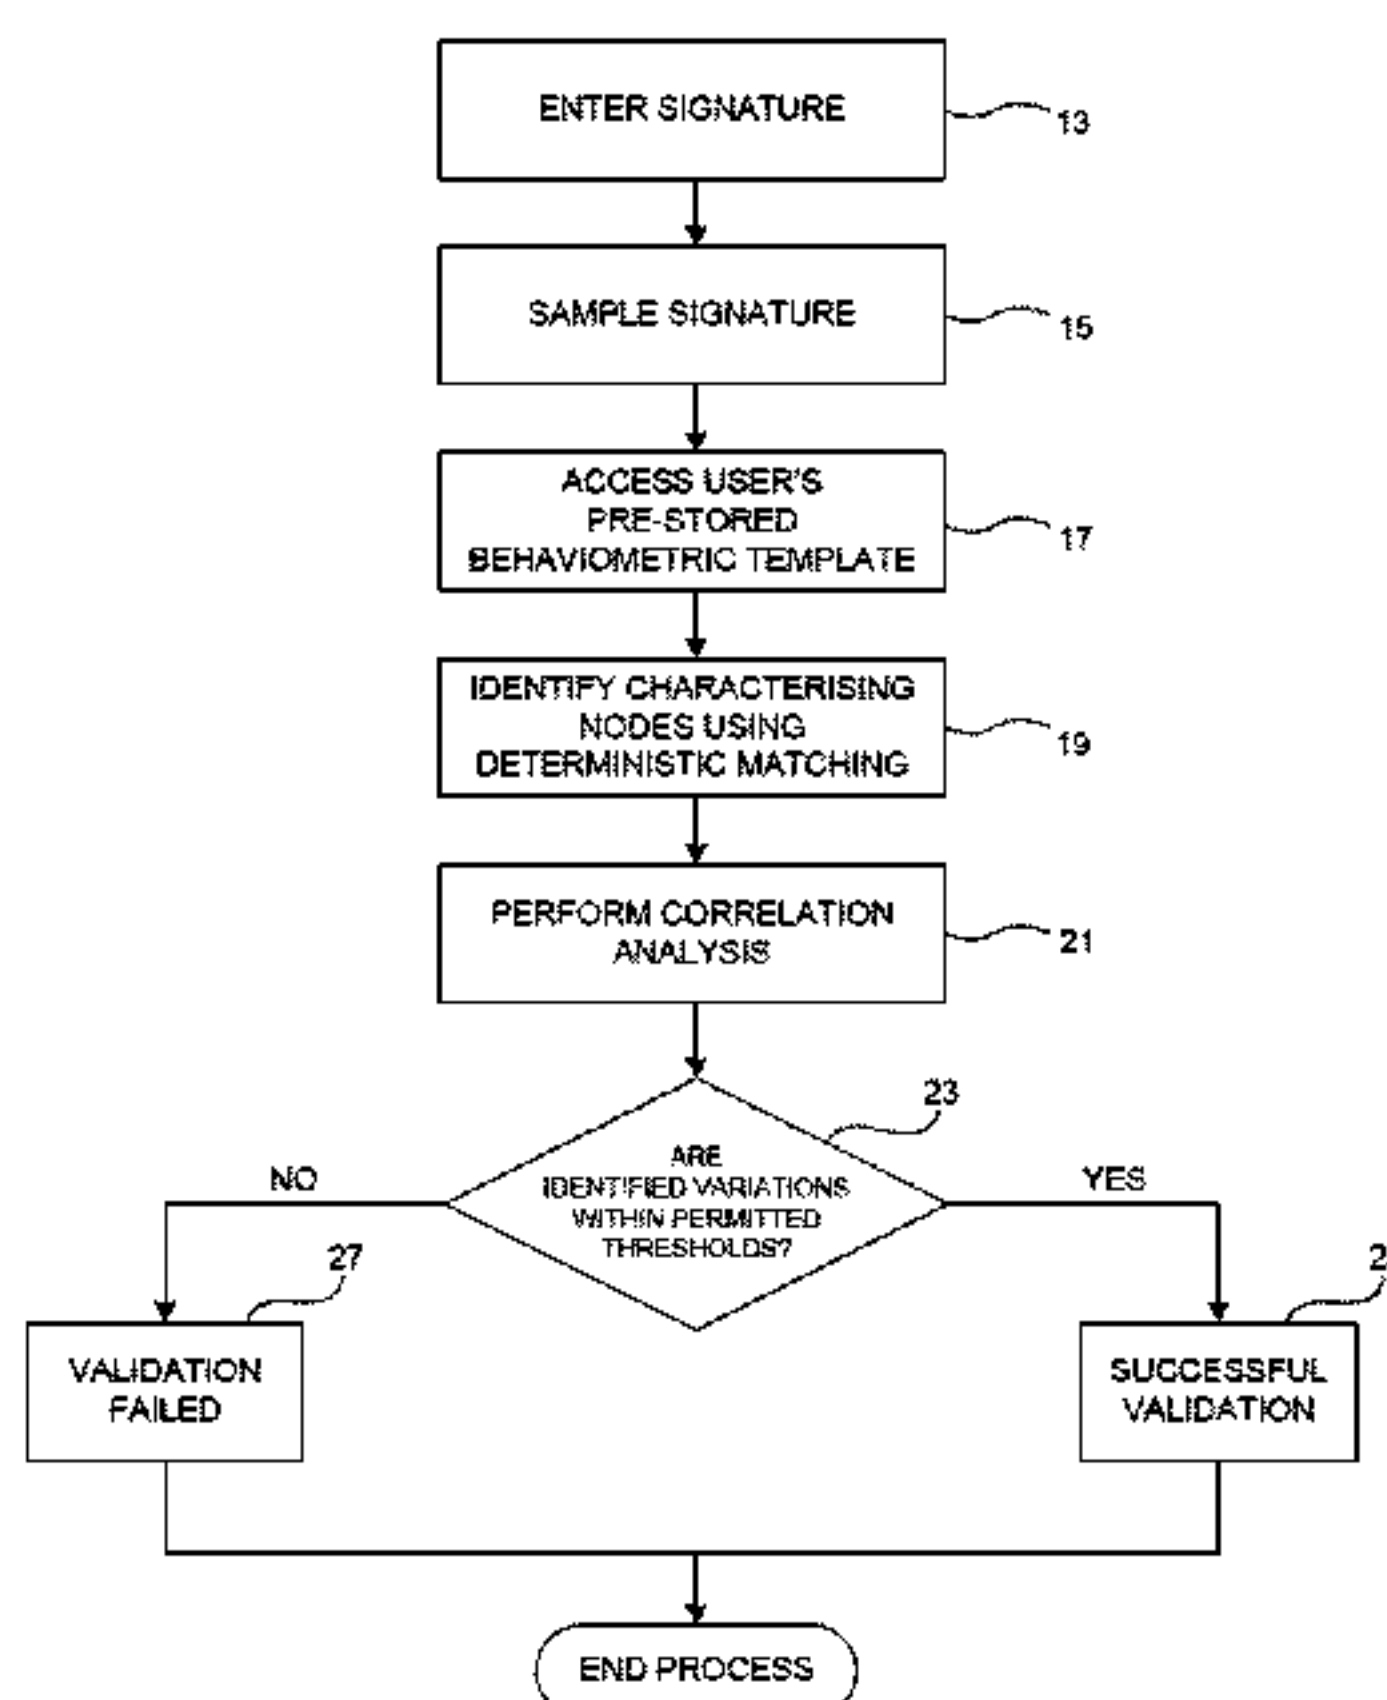 ENTER SIGNATURE
13
SAMPLE SIGNATURE
15
ACCESS USER'S
PRE-STORED
BEHAVIOMETRIC TEMPLATE
17
IDENTIFY CHARACTERISING
NODES USING
DETERMINISTIC MATCHING
19
PERFORM CORRELATION
ANALYSIS
21
23
ARE
IDENTIFIED VARIATIONS
WITHIN PERMITTED
THRESHOLDS?
NO
YES
27
2
VALIDATION
FAILED
SUCCESSFUL
VALIDATION
END PROCESS